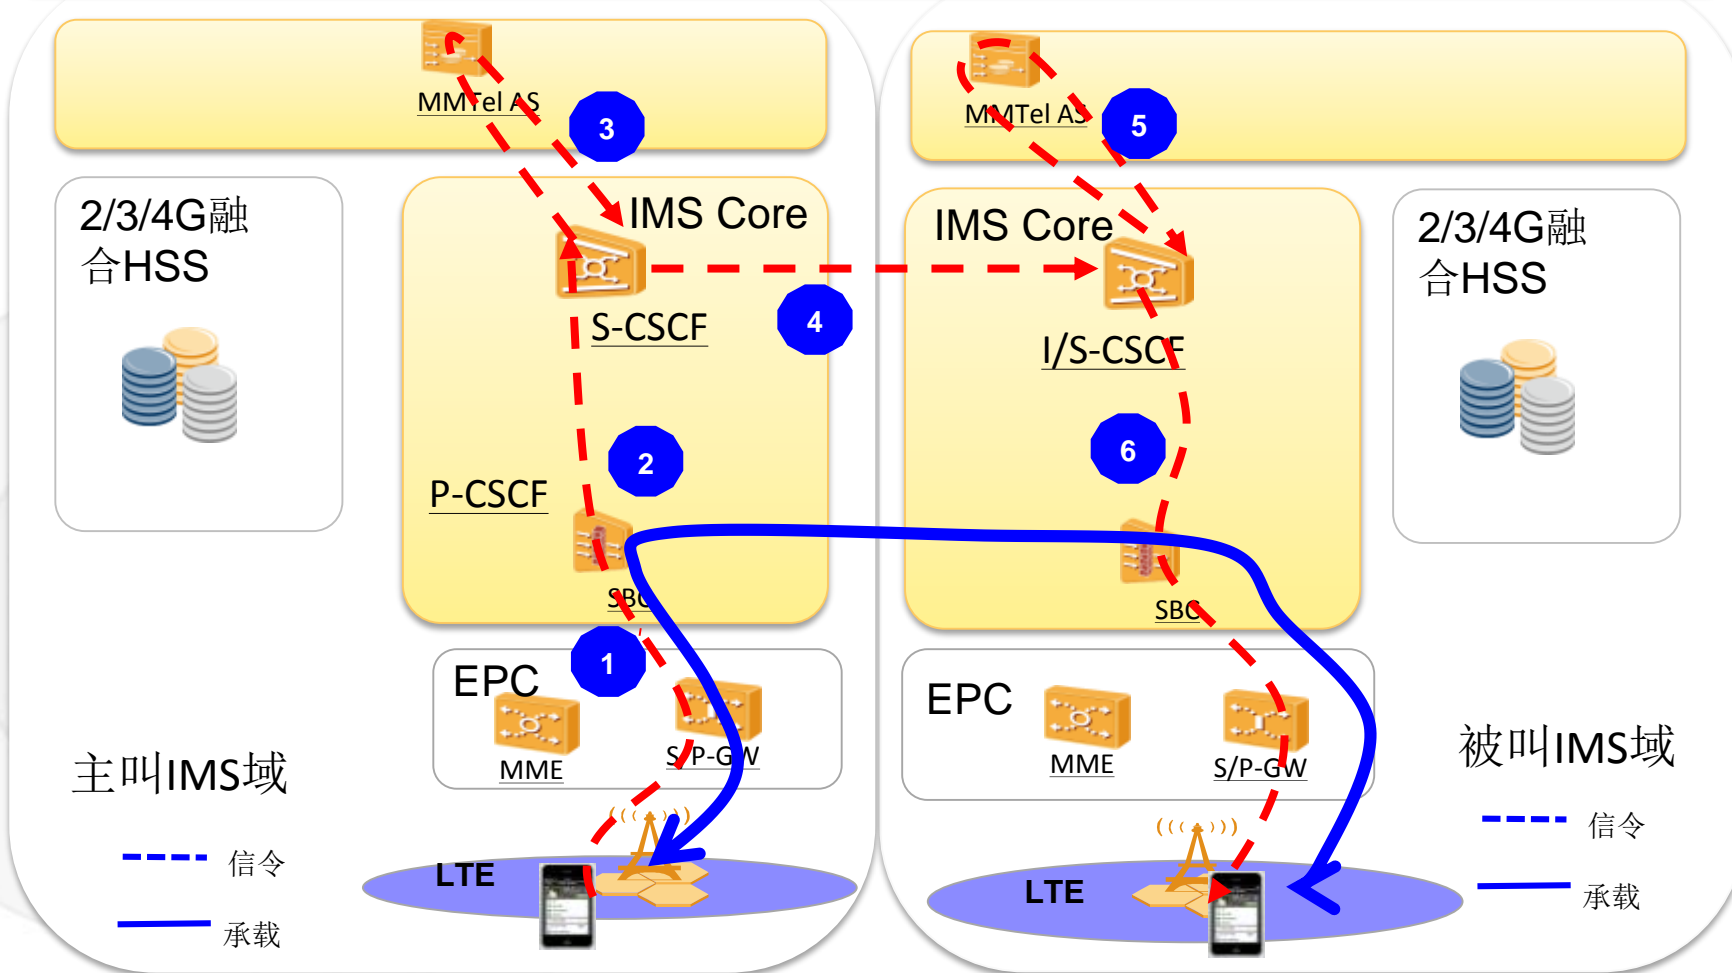 MMTel AS
3
2/3/4G融
合HSS
IMS Core
S-CSCF
4
2
P-CSCF
SBC
1
EPC
MME
S/P-GW
主叫IMS域
LTE
信令
承载
MMTel AS
5
IMS Core
I/S-CSCF
2/3/4G融
合HSS
6
SBC
EPC
MME
S/P-GW
被叫IMS域
LTE
信令
承载